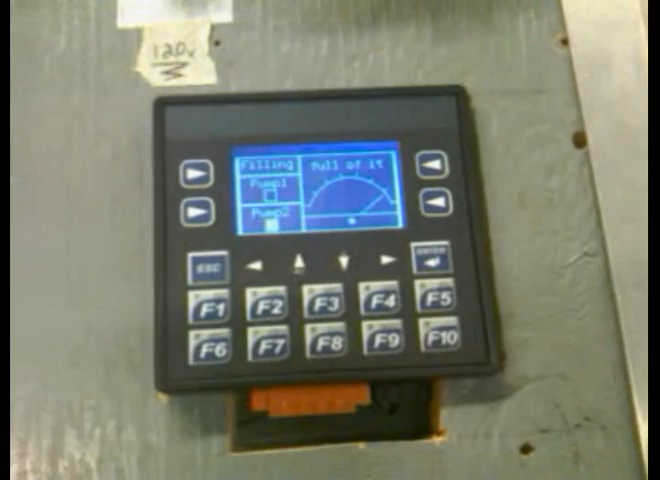 120v
filling
full of it
Pump1
Pump2
ESC
ENTER
F1
F2
F3
F4
F5
F6
F7
F8
F9
F10